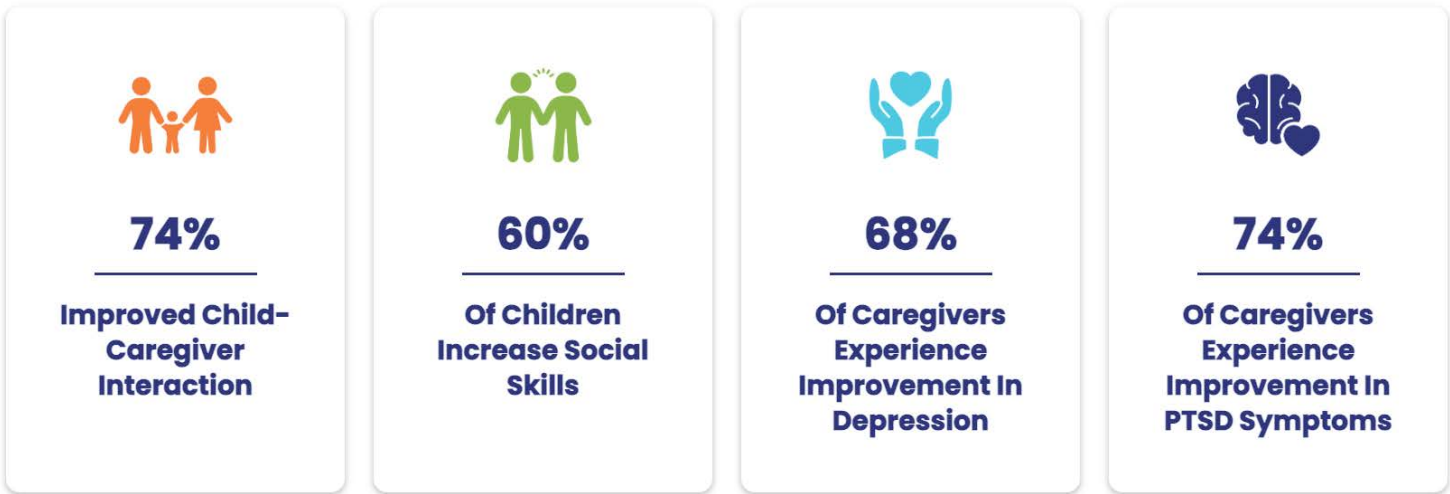 74%
Improved Child-
Caregiver
Interaction
60%
Of Children
Increase Social
Skills
68%
Of Caregivers
Experience
Improvement In
Depression
74%
Of Caregivers
Experience
Improvement In
PTSD Symptoms